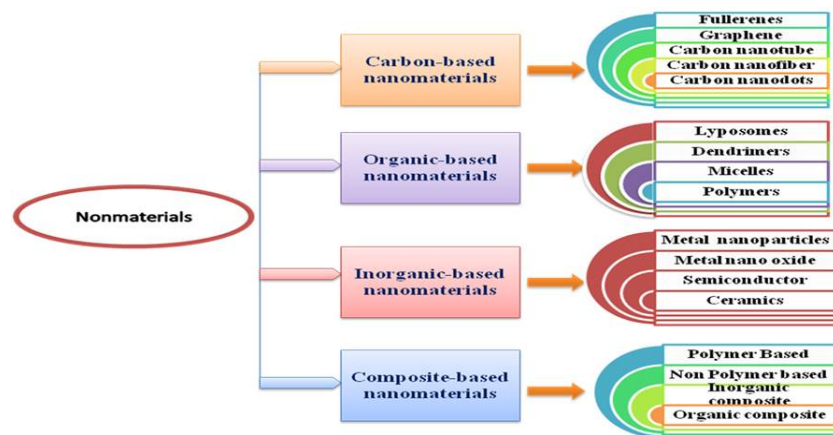 Nonmaterials
Carbon-based
nanomaterials
Fullerenes
Graphene
Carbon nanotube
Carbon nanofiber
Carbon nanodots
Organic-based
nanomaterials
Lyposomes
Dendrimers
Micelles
Polymers
Inorganic-based
nanomaterials
Metal nanoparticles
Metal nano oxide
Semiconductor
Ceramics
Composite-based
nanomaterials
Polymer Based
Non Polymer based
Inorganic
composite
Organic composite